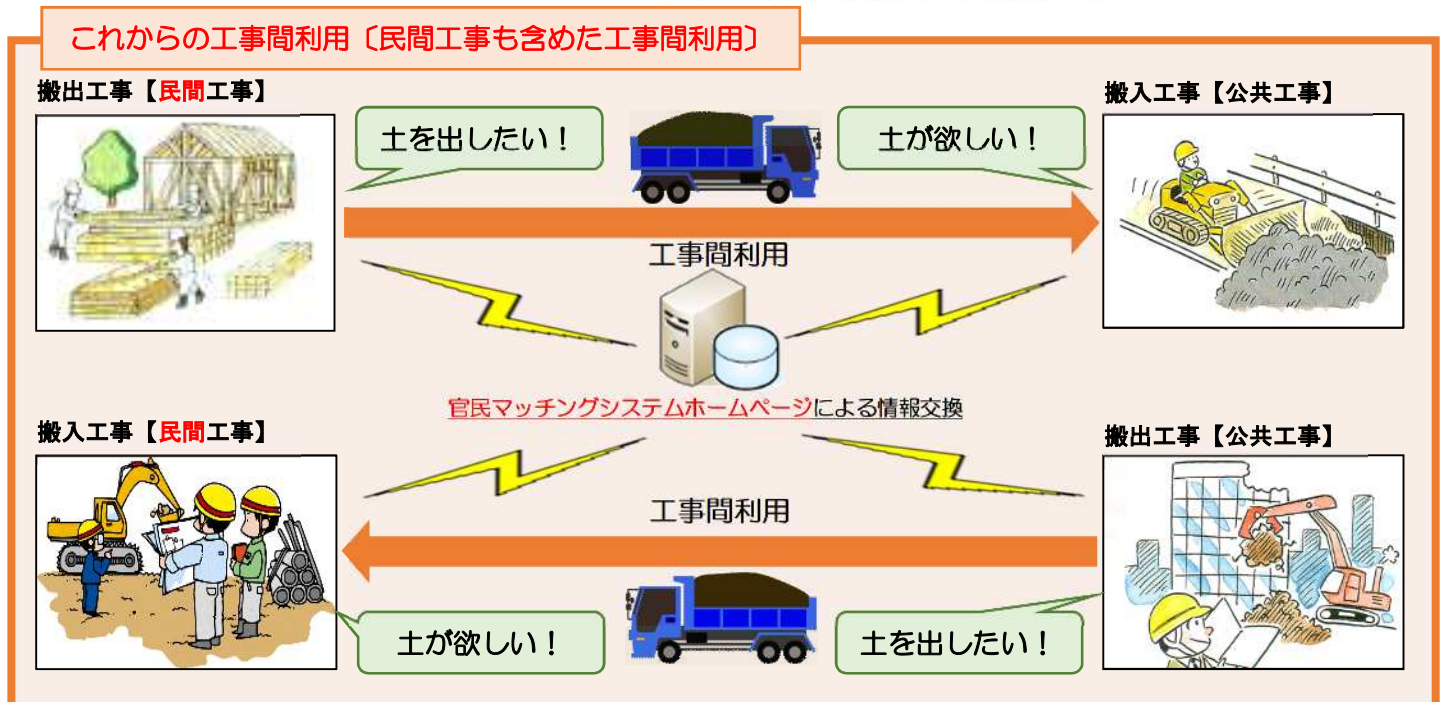 これからの工事間利用〔民間工事も含めた工事間利用〕
搬出工事【民間工事】
土を出したい！
土が欲しい！
搬入工事【公共工事】
工事間利用
官民マッチングシステムホームページによる情報交換
搬入工事【民間工事】
搬出工事【公共工事】
工事間利用
土が欲しい！
土を出したい！